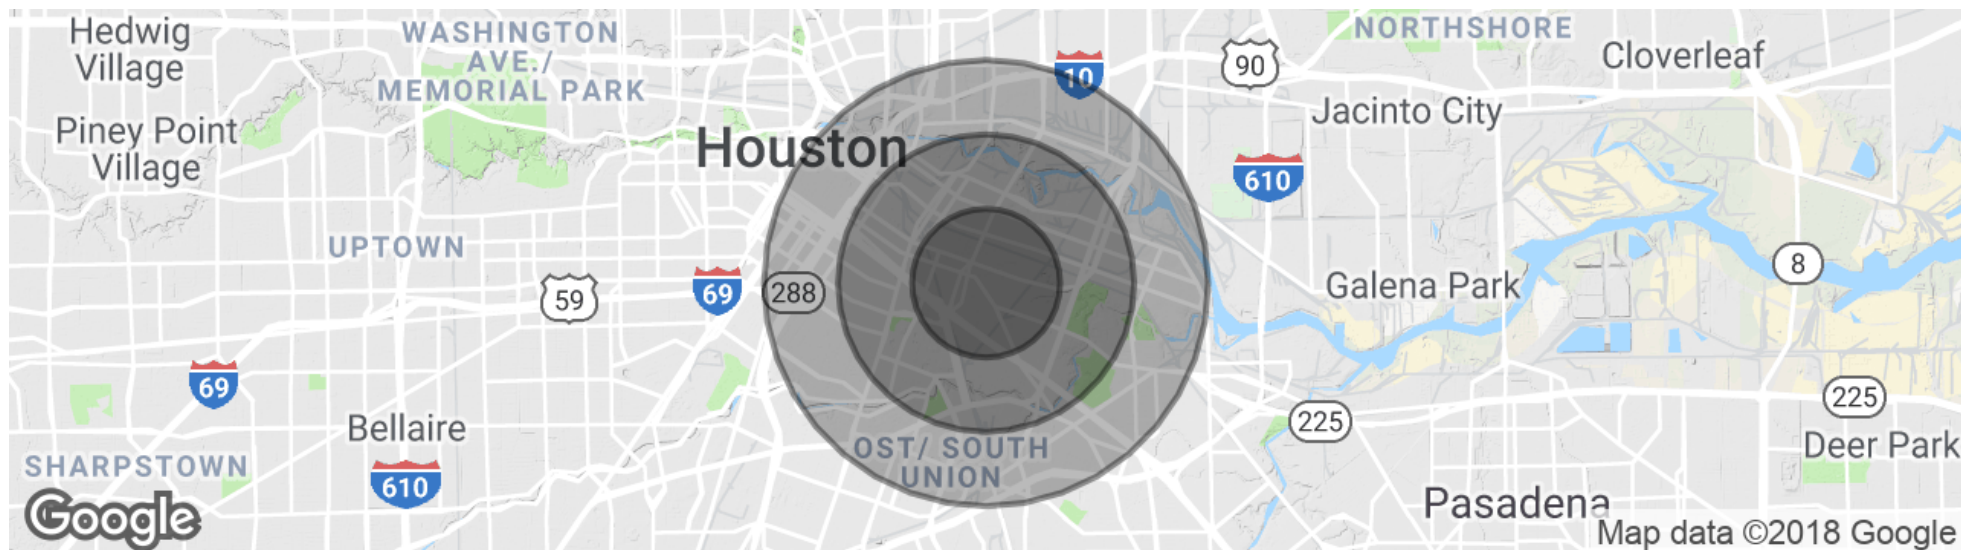 Hedwig
Village
WASHINGTON
AVE./
MEMORIAL PARK
NORTHSHORE
Cloverleaf
10
90
Jacinto City
Piney Point
Village
Houston
610
UPTOWN
59
69
288
Galena Park
8
69
225
225
Bellaire
OST/ SOUTH
UNION
Deer Park
SHARPSTOWN
610
Pasadena
Google
Map data ©2018 Google